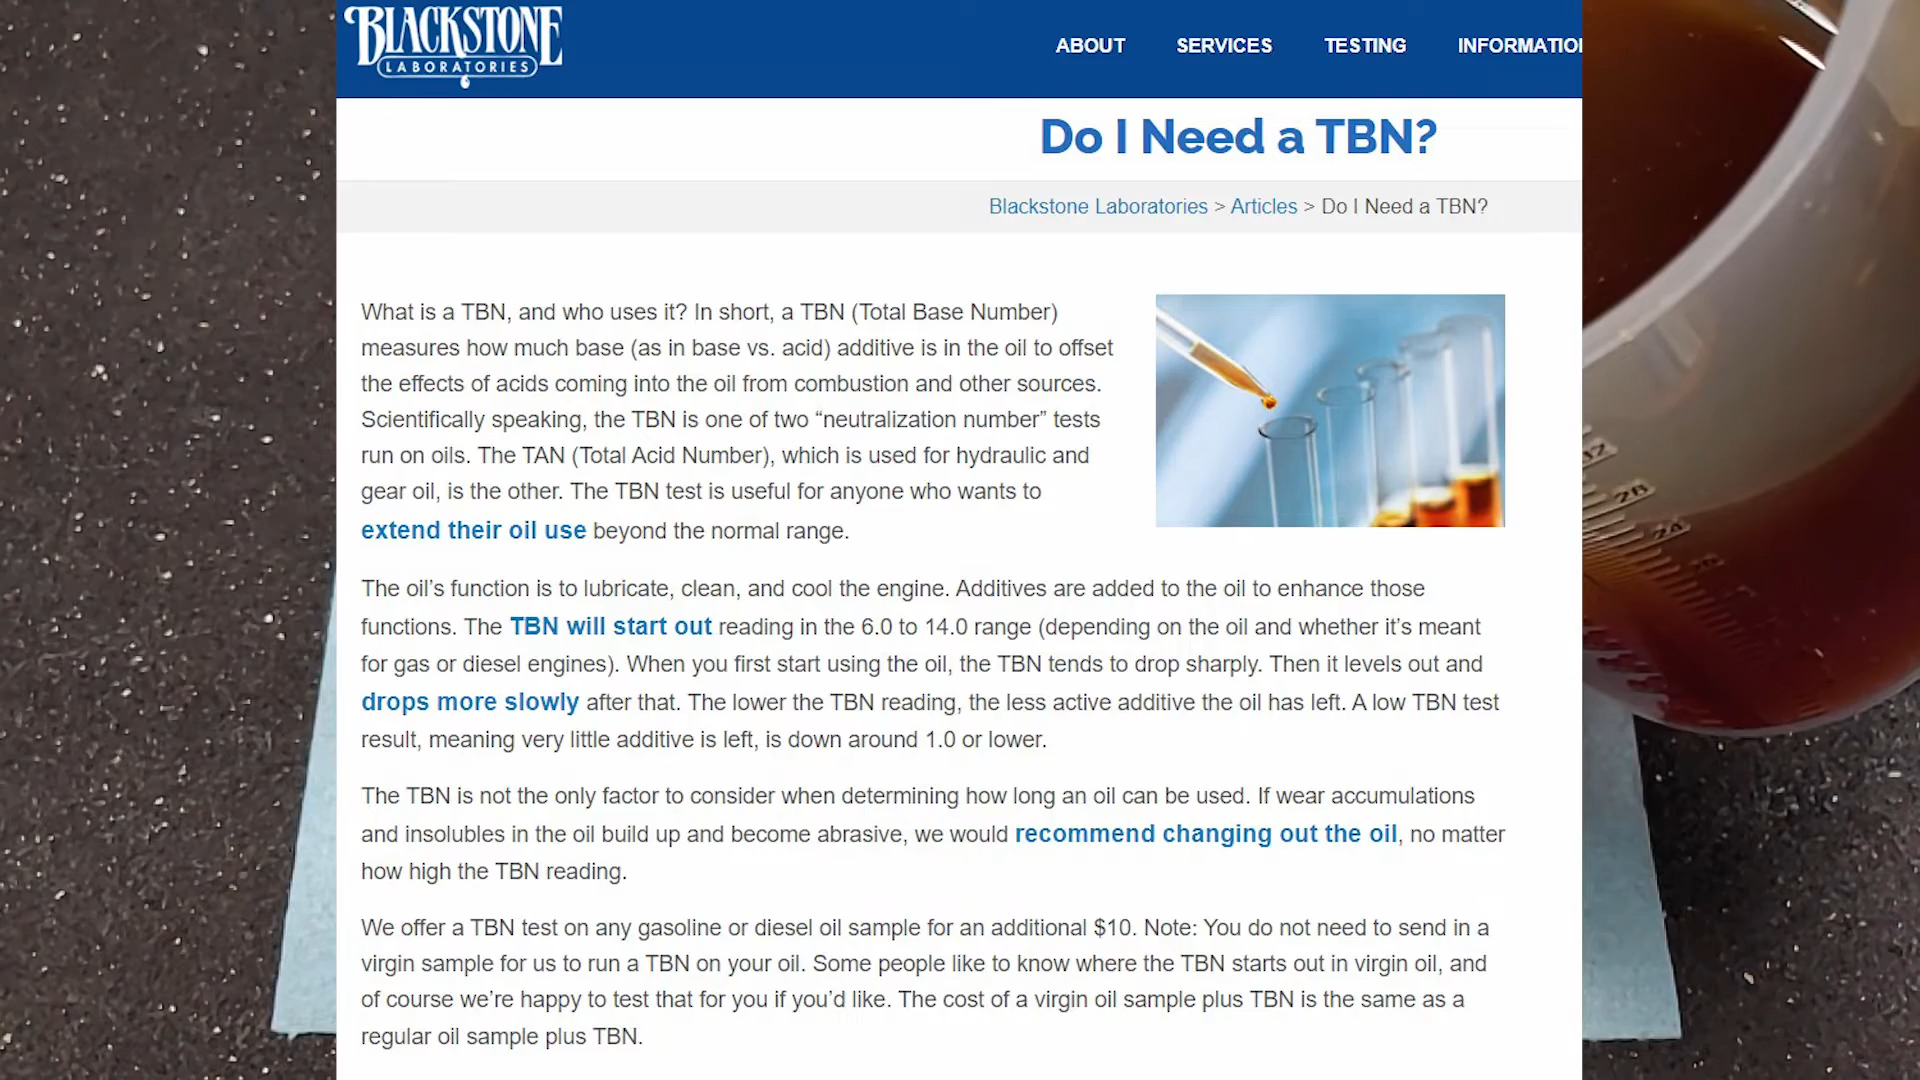 BLACKSTONE
LABORATORIES
ABOUT SERVICES TESTING INFORMATIO
Do I Need a TBN?
Blackstone Laboratories > Articles > Do I Need a TBN?
What is a TBN, and who uses it? In short, a TBN (Total Base Number)
measures how much base (as in base vs. acid) additive is in the oil to offset
the effects of acids coming into the oil from combustion and other sources.
Scientifically speaking, the TBN is one of two “neutralization number” tests
run on oils. The TAN (Total Acid Number), which is used for hydraulic and
gear oil, is the other. The TBN test is useful for anyone who wants to
extend their oil use beyond the normal range.
The oil’s function is to lubricate, clean, and cool the engine. Additives are added to the oil to enhance those
functions. The TBN will start out reading in the 6.0 to 14.0 range (depending on the oil and whether it’s meant
for gas or diesel engines). When you first start using the oil, the TBN tends to drop sharply. Then it levels out and
drops more slowly after that. The lower the TBN reading, the less active additive the oil has left. A low TBN test
result, meaning very little additive is left, is down around 1.0 or lower.
The TBN is not the only factor to consider when determining how long an oil can be used. If wear accumulations
and insolubles in the oil build up and become abrasive, we would recommend changing out the oil, no matter
how high the TBN reading.
We offer a TBN test on any gasoline or diesel oil sample for an additional $10. Note: You do not need to send in a
virgin sample for us to run a TBN on your oil. Some people like to know where the TBN starts out in virgin oil, and
of course we’re happy to test that for you if you’d like. The cost of a virgin oil sample plus TBN is the same as a
regular oil sample plus TBN.
28
24